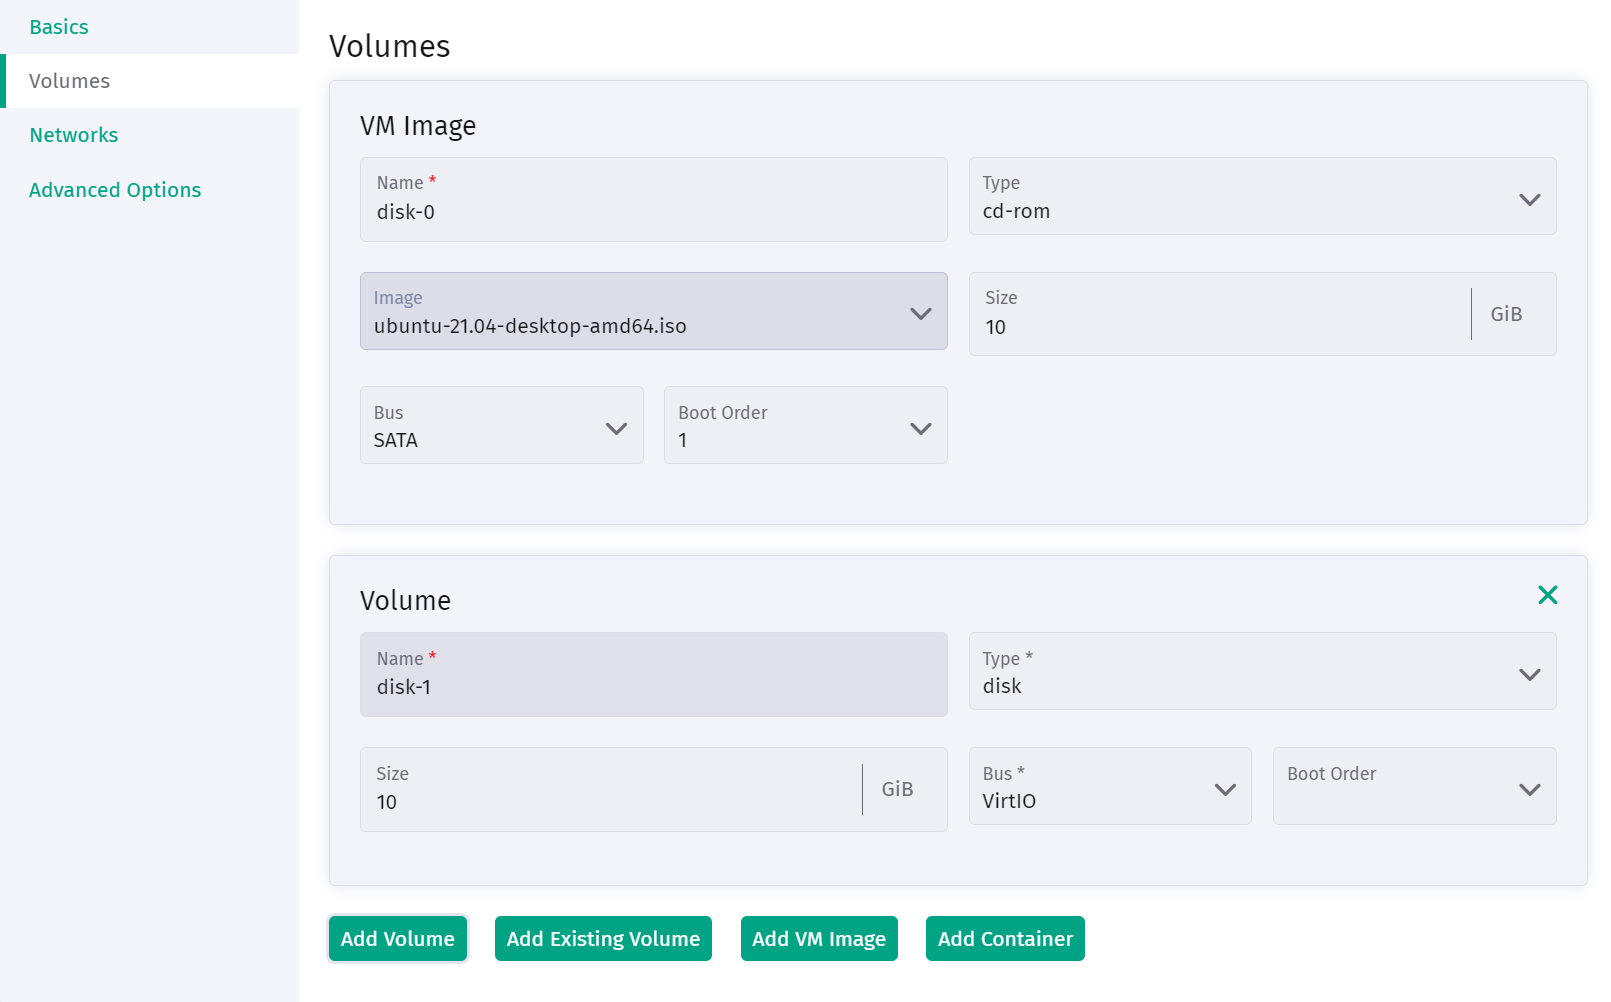 Basics
Volumes
Networks
Advanced Options
Volumes
VM Image
Name *
disk-0
Type
cd-rom
Image
ubuntu-21.04-desktop-amd64.iso
Size
10
GiB
Bus
SATA
Boot Order
1
Volume
Name *
disk-1
Type *
disk
Size
10
GiB
Bus *
VirtIO
Boot Order
Add Volume
Add Existing Volume
Add VM Image
Add Container